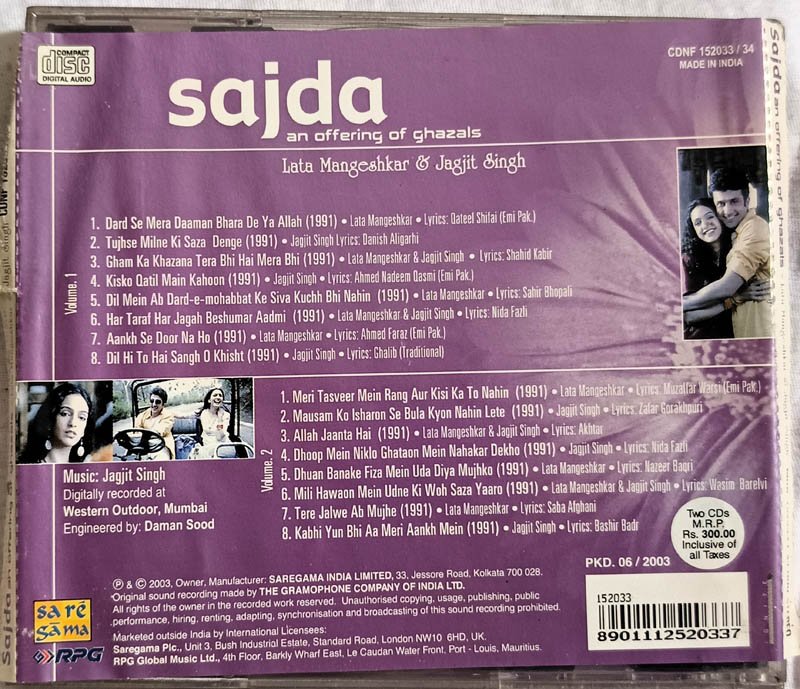 COMPACT
disc
DIGITAL AUDIO
CDNF 152033 / 34
MADE IN INDIA
sajda
an offering of ghazals
Lata Mangeshkar & Jagjit Singh
Volume. 1
1. Dard Se Mera Daaman Bhara De Ya Allah (1991) • Lata Mangeshkar • Lyrics: Qateel Shifai (Emi Pak.)
2. Tujhse Milne Ki Saza Denge (1991) • Jagjit Singh Lyrics: Danish Aligarhi
3. Gham Ka Khazana Tera Bhi Hai Mera Bhi (1991) • Lata Mangeshkar & Jagjit Singh • Lyrics: Shahid Kabir
4. Kisko Qatil Main Kahoon (1991) • Jagjit Singh • Lyrics: Ahmed Nadeem Qasmi (Emi Pak.)
5. Dil Mein Ab Dard-e-mohabbat Ke Siva Kuchh Bhi Nahin (1991) • Lata Mangeshkar • Lyrics: Sahir Bhopali
6. Har Taraf Har Jagah Beshumar Aadmi (1991) • Lata Mangeshkar & Jagjit Singh • Lyrics: Nida Fazli
7. Aankh Se Door Na Ho (1991) • Lata Mangeshkar • Lyrics: Ahmed Faraz (Emi Pak.)
8. Dil Hi To Hai Sangh O Khisht (1991) • Jagjit Singh • Lyrics: Ghalib (Traditional)
Volume. 2
1. Meri Tasveer Mein Rang Aur Kisi Ka To Nahin (1991) • Lata Mangeshkar • Lyrics: Muzaffar Warsi (Emi Pak.)
2. Mausam Ko Isharon Se Bula Kyon Nahin Lete (1991) • Jagjit Singh • Lyrics: Zafar Gorakhpuri
3. Allah Jaanta Hai (1991) • Lata Mangeshkar & Jagjit Singh • Lyrics: Akhtar
4. Dhoop Mein Niklo Ghataon Mein Nahakar Dekho (1991) • Jagjit Singh • Lyrics: Nida Fazli
5. Dhuan Banake Fiza Mein Uda Diya Mujhko (1991) • Lata Mangeshkar • Lyrics: Nazeer Baqri
6. Mili Hawaon Mein Udne Ki Woh Saza Yaaro (1991) • Lata Mangeshkar & Jagjit Singh • Lyrics: Wasim Barelvi
7. Tere Jalwe Ab Mujhe (1991) • Lata Mangeshkar • Lyrics: Saba Afghani
8. Kabhi Yun Bhi Aa Meri Aankh Mein (1991) • Jagjit Singh • Lyrics: Bashir Badr
Music: Jagjit Singh
Digitally recorded at
Western Outdoor, Mumbai
Engineered by: Daman Sood
Two CDs
M.R.P.
Rs. 300.00
Inclusive of
all Taxes
PKD. 06 / 2003
℗ & © 2003, Owner, Manufacturer: SAREGAMA INDIA LIMITED, 33, Jessore Road, Kolkata 700 028.
Original sound recording made by THE GRAMOPHONE COMPANY OF INDIA LTD.
All rights of the owner in the recorded work reserved. Unauthorised copying, usage, publishing, public
performance, hiring, renting, adapting, synchronisation and broadcasting of this sound recording prohibited.
Marketed outside India by International Licensees:
Saregama Plc., Unit 3, Bush Industrial Estate, Standard Road, London NW10 6HD, UK.
RPG Global Music Ltd., 4th Floor, Barkly Wharf East, Le Caudan Water Front, Port - Louis, Mauritius.
sa re
ga ma
RPG
152033
8901112520337
Sajda an offering of ghazals
Sajda an offering
Jagjit Singh